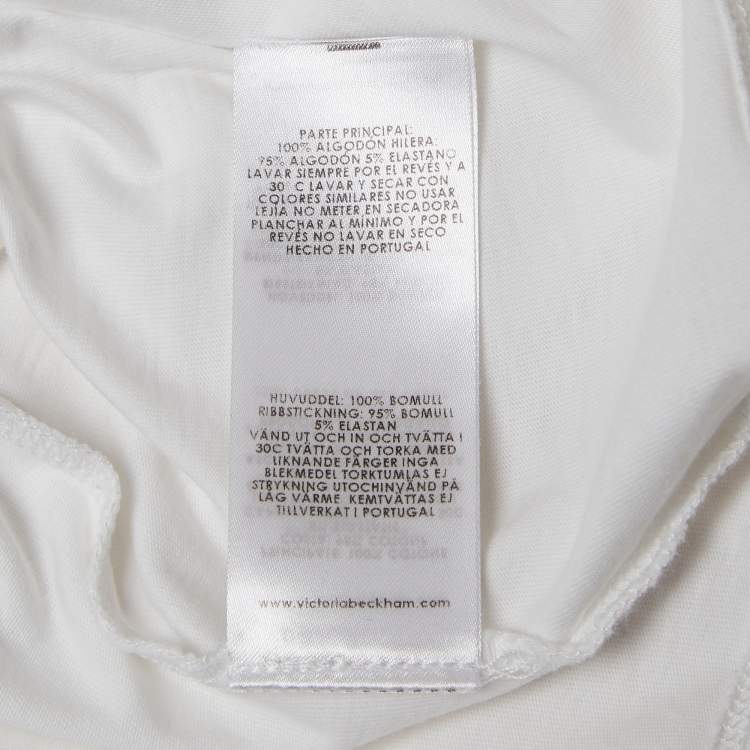 PARTE PRINCIPAL:
100% ALGODÓN HILERA:
95% ALGODÓN 5% ELASTANO
LAVAR SIEMPRE POR EL REVÉS Y A
30° C LAVAR Y SECAR CON
COLORES SIMILARES NO USAR
LEJIA NO METER EN SECADORA
PLANCHAR AL MÍNIMO Y POR EL
REVÉS NO LAVAR EN SECO
HECHO EN PORTUGAL
HUVUDDEL: 100% BOMULL
RIBBSTICKNING: 95% BOMULL
5% ELASTAN
VÄND UT OCH IN OCH TVÄTTA I
30C TVÄTTA OCH TORKA MED
LIKNANDE FÄRGER INGA
BLEKMEDEL TORKTUMLAS EJ
STRYKNING UTOCHINVÄND PÅ
LÅG VÄRME. KEMTVÄTTAS EJ
TILLVERKAT I PORTUGAL
www.victoriabeckham.com